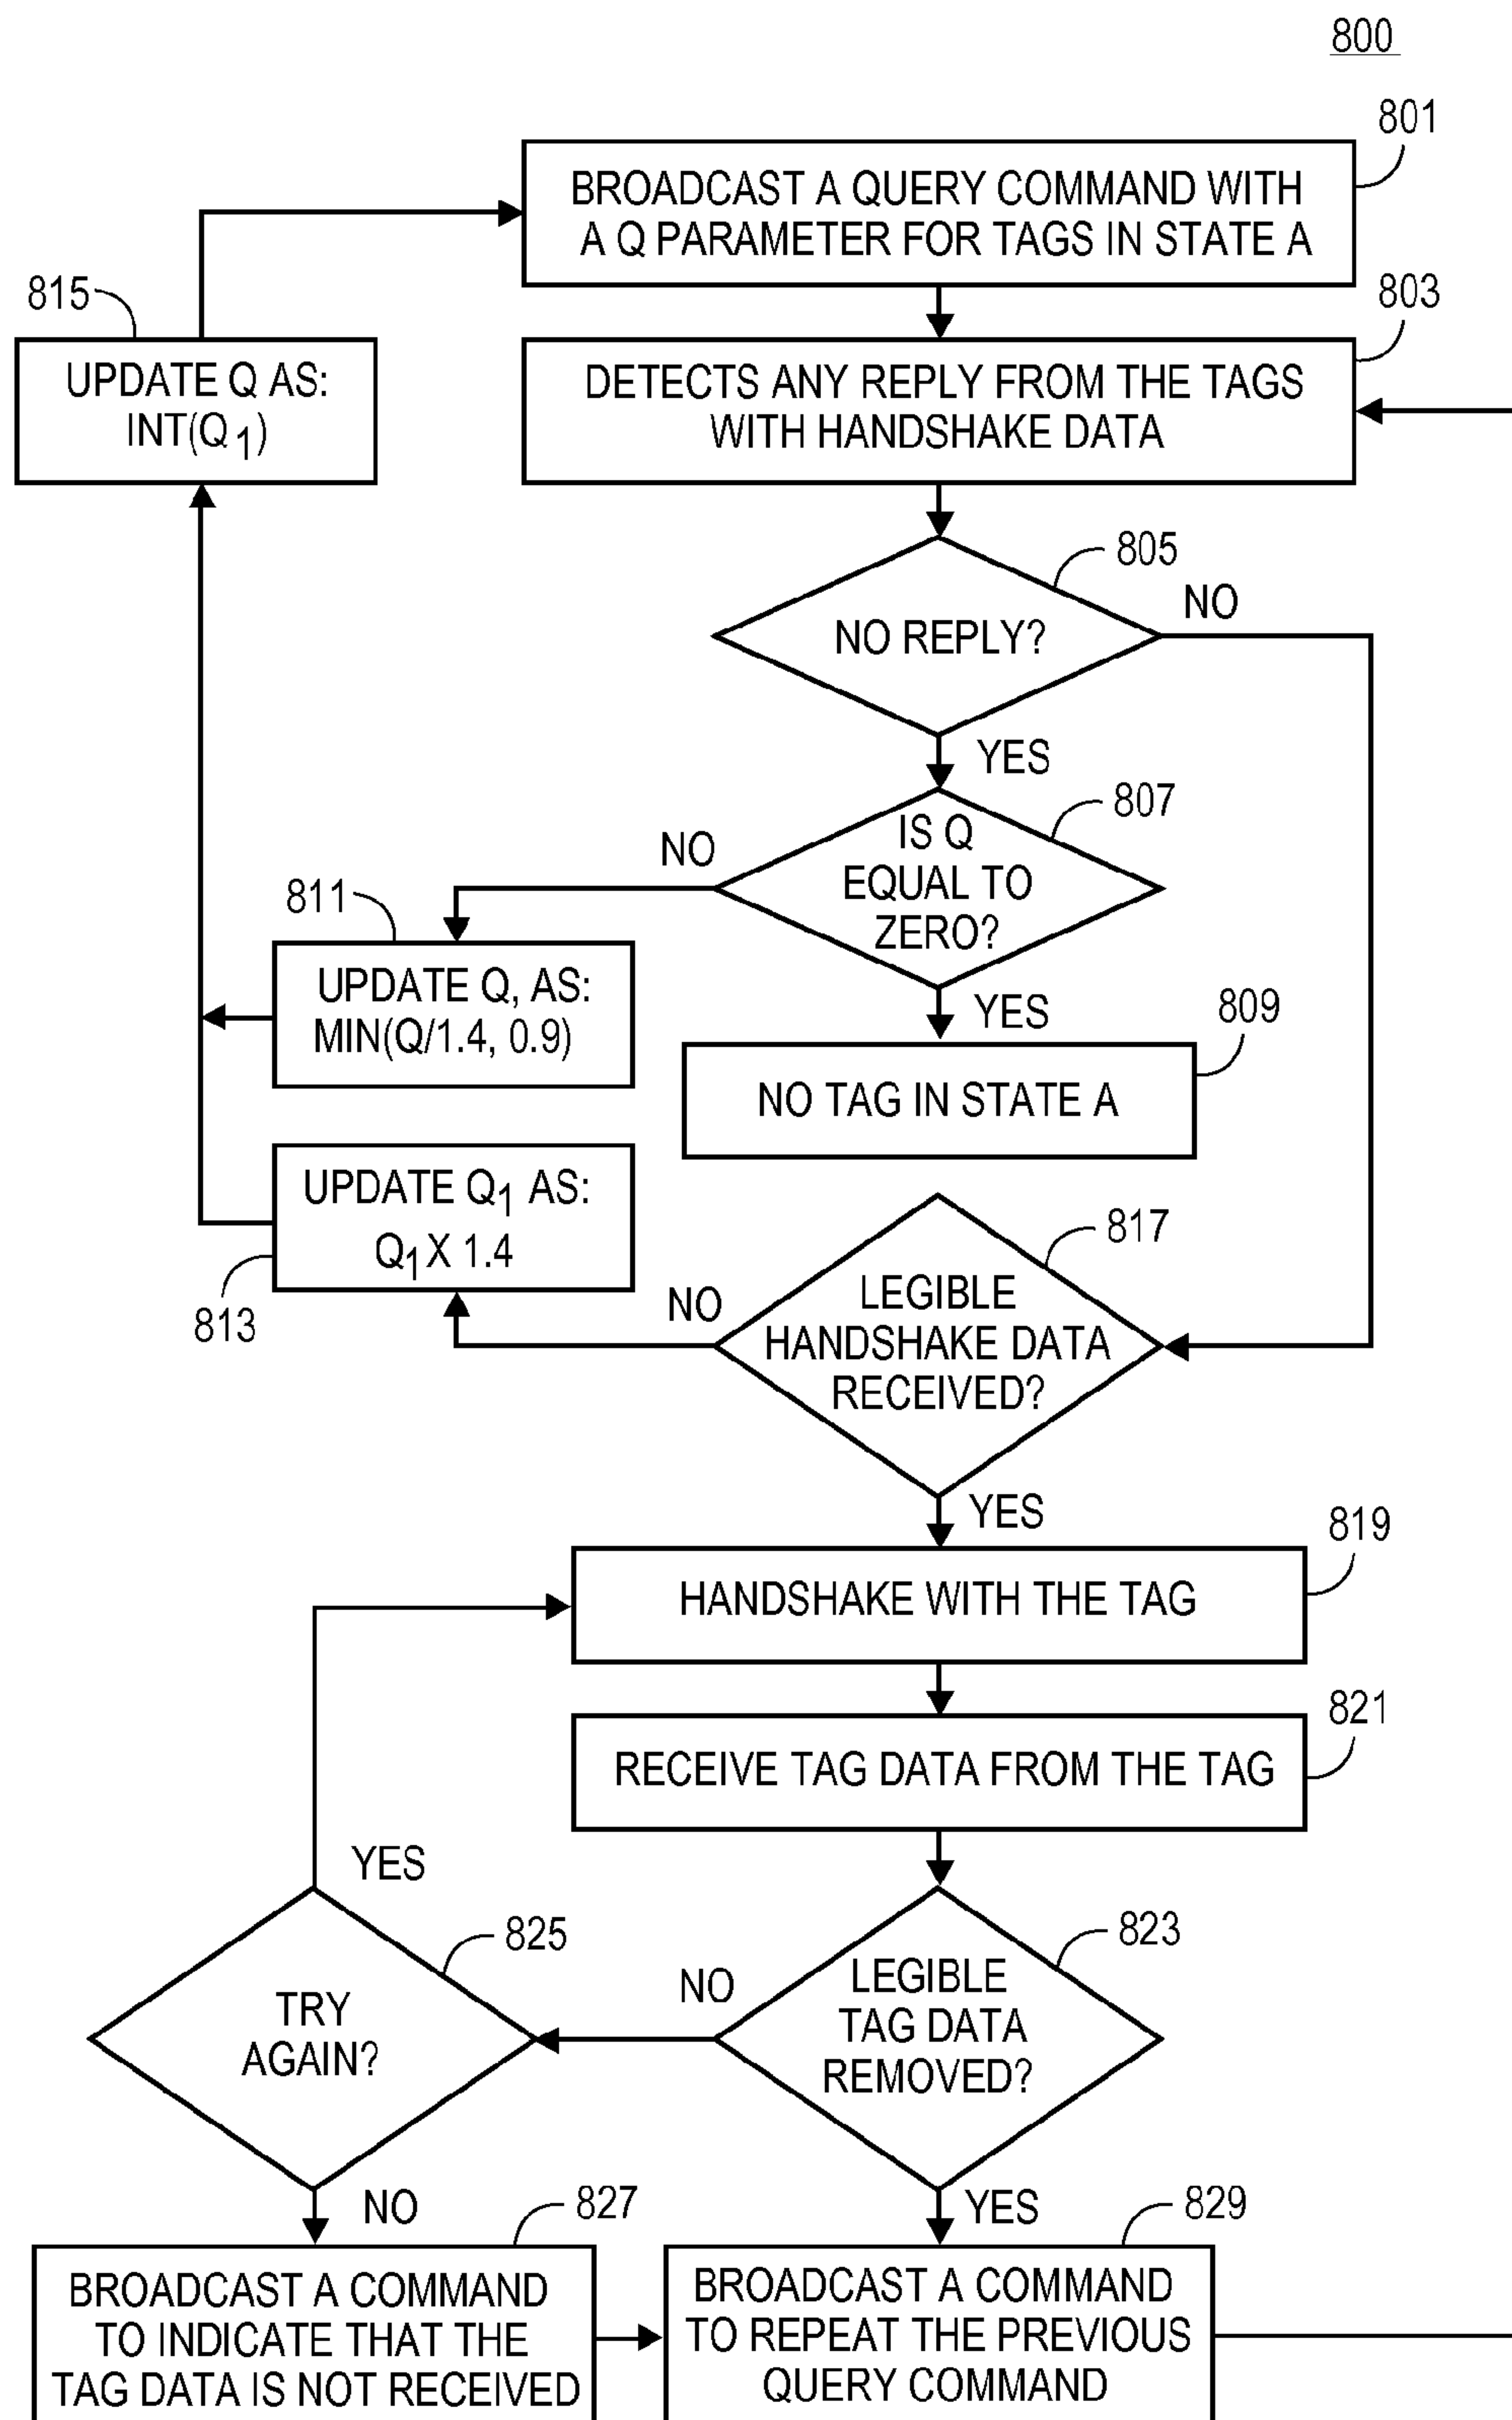 800
801
BROADCAST A QUERY COMMAND WITH
A Q PARAMETER FOR TAGS IN STATE A
815
UPDATE Q AS:
INT(Q1)
803
DETECTS ANY REPLY FROM THE TAGS
WITH HANDSHAKE DATA
805
NO REPLY?
NO
YES
807
IS Q
EQUAL TO
ZERO?
NO
YES
811
UPDATE Q, AS:
MIN(Q/1.4, 0.9)
809
NO TAG IN STATE A
UPDATE Q1 AS:
Q1 X 1.4
813
817
LEGIBLE
HANDSHAKE DATA
RECEIVED?
NO
YES
819
HANDSHAKE WITH THE TAG
821
RECEIVE TAG DATA FROM THE TAG
823
LEGIBLE
TAG DATA
REMOVED?
NO
YES
825
TRY
AGAIN?
YES
NO
827
BROADCAST A COMMAND
TO INDICATE THAT THE
TAG DATA IS NOT RECEIVED
829
BROADCAST A COMMAND
TO REPEAT THE PREVIOUS
QUERY COMMAND